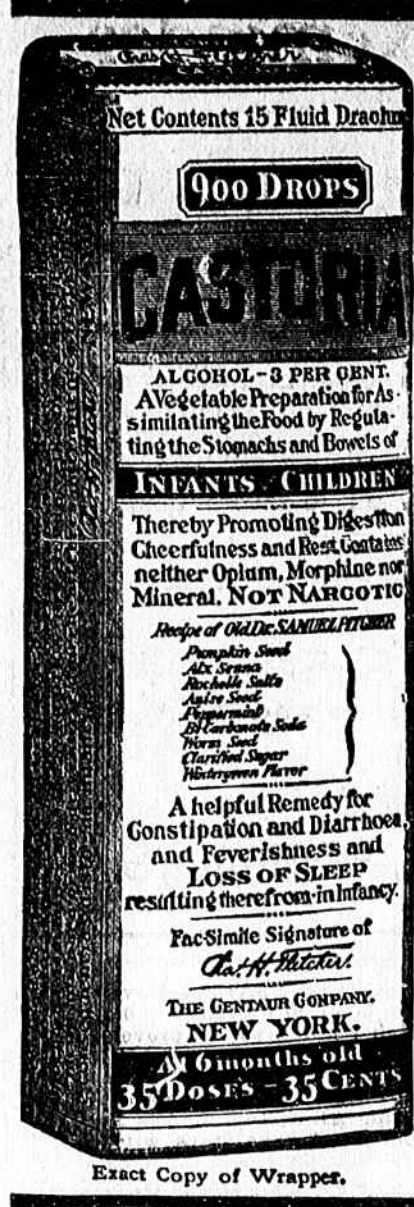 Net Contents 15 Fluid Drachm
900 DROPS
CASTORIA
ALCOHOL-3 PER CENT.
A Vegetable Preparation for As-
similating the Food by Regula-
ting the Stomachs and Bowels of
INFANTS CHILDREN
Thereby Promoting Digestion
Cheerfulness and Rest. Contains
neither Opium, Morphine nor
Mineral. NOT NARCOTIC
Recipe of Old Dr. SAMUEL PITCHER
Pumpkin Seed
Alx Senna
Rochelle Salts
Anise Seed
Peppermint
Bi Carbonate Soda
Worm Seed
Clarified Sugar
Wintergreen Flavor
A helpful Remedy for
Constipation and Diarrhoea,
and Feverishness and
LOSS OF SLEEP
resulting therefrom-in Infancy.
Fac-Simile Signature of
Chas. H. Fletcher.
THE CENTAUR COMPANY.
NEW YORK.
At 6 months old
35 DOSES - 35 CENTS
Exact Copy of Wrapper.